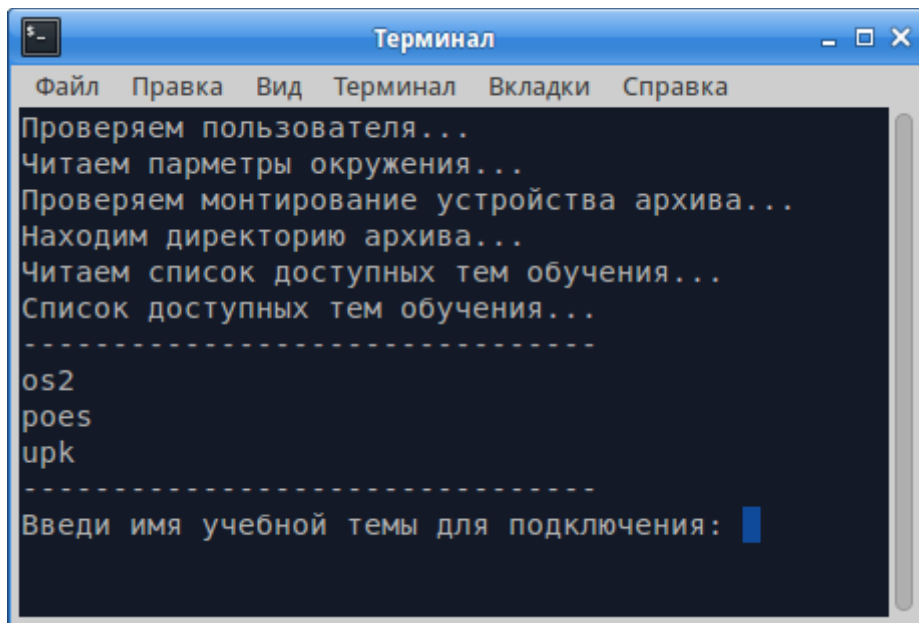 Терминал
Файл Правка Вид Терминал Вкладки Справка
Проверяем пользователя...
Читаем парметры окружения...
Проверяем монтирование устройства архива...
Находим директорию архива...
Читаем список доступных тем обучения...
Список доступных тем обучения...
--------------------------------
os2
poes
upk
--------------------------------
Введи имя учебной темы для подключения: